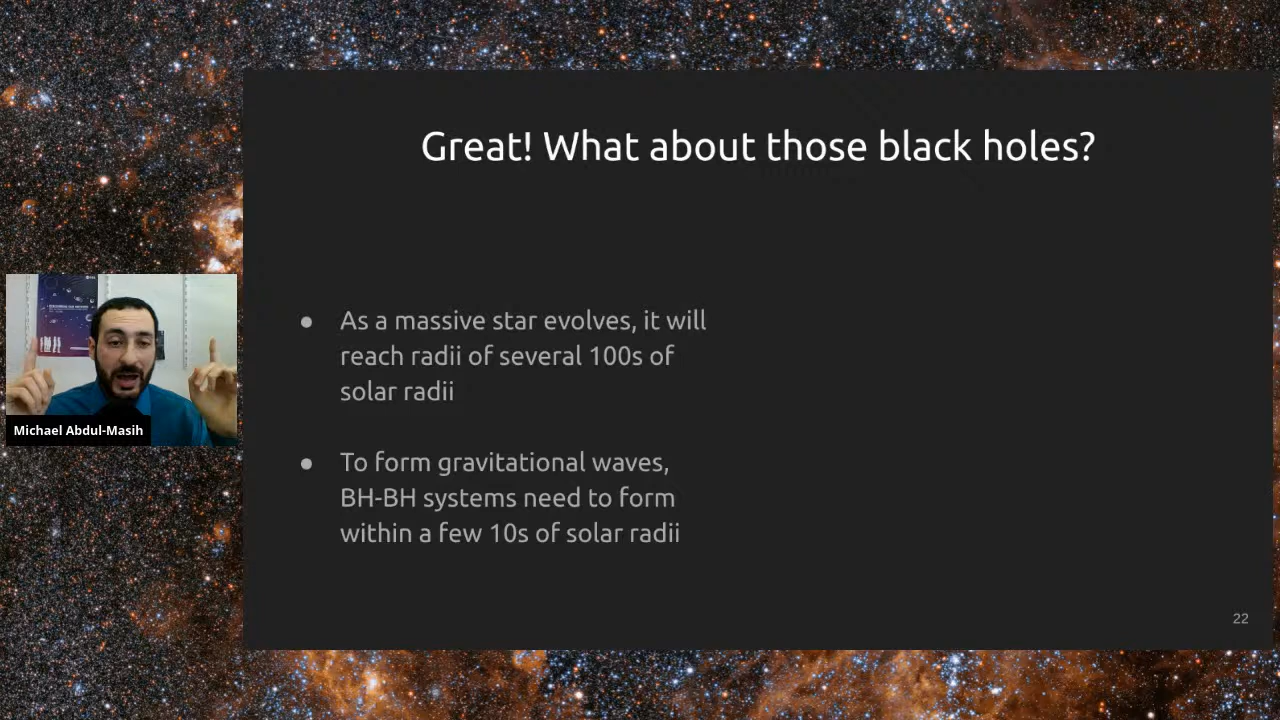 Great! What about those black holes?
● As a massive star evolves, it will
reach radii of several 100s of
solar radii
● To form gravitational waves,
BH-BH systems need to form
within a few 10s of solar radii
Michael Abdul-Masih
22